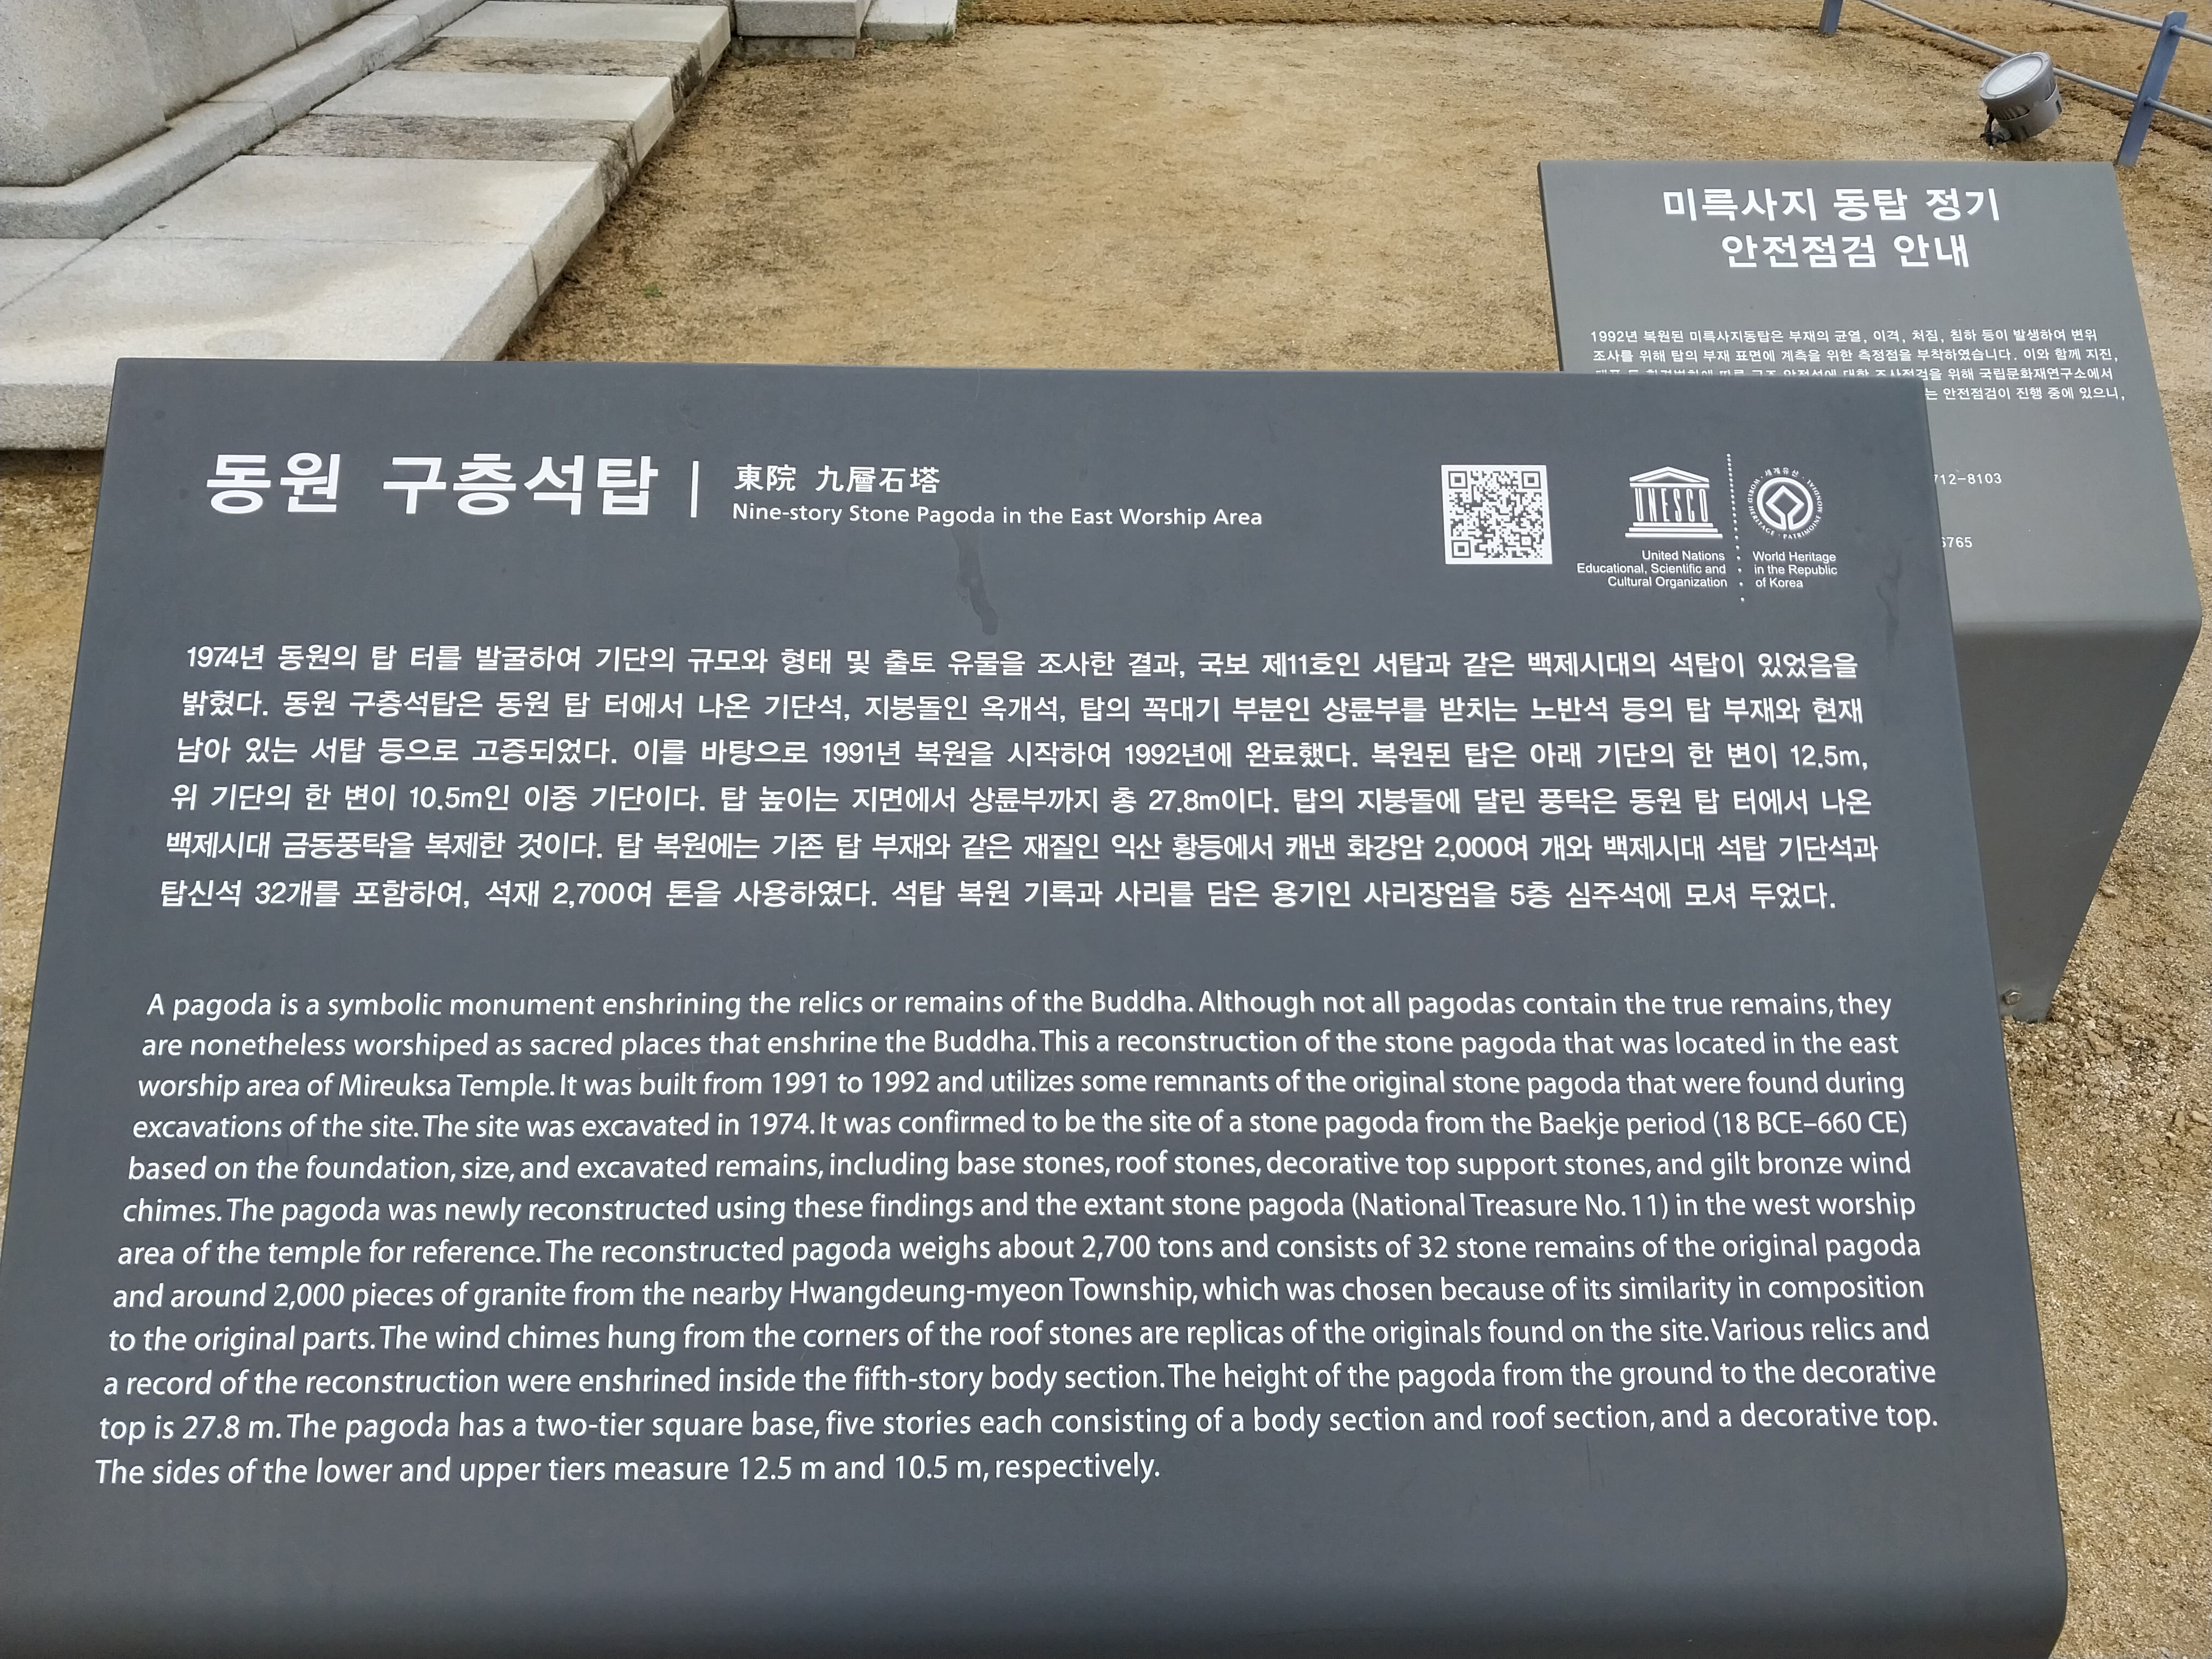 미륵사지 동탑 정기
안전점검 안내
1992년 복원된 미륵사지동탑은 부재의 균열, 이격, 처짐, 침하 등이 발생하여 변위
조사를 위해 탑의 부재 표면에 계측을 위한 측정점을 부착하였습니다. 이와 함께 지진,
조사점검을 위해 국립문화재연구소에서
는 안전점검이 진행 중에 있으니,
712-8103
6765
동원 구층석탑
東院 九層石塔
Nine-story Stone Pagoda in the East Worship Area
UNESCO
United Nations
Educational, Scientific and
Cultural Organization
세계유산
WORLD HERITAGE · PATRIMOINE MONDIAL
World Heritage
in the Republic
of Korea
1974년 동원의 탑 터를 발굴하여 기단의 규모와 형태 및 출토 유물을 조사한 결과, 국보 제11호인 서탑과 같은 백제시대의 석탑이 있었음을
밝혔다. 동원 구층석탑은 동원 탑 터에서 나온 기단석, 지붕돌인 옥개석, 탑의 꼭대기 부분인 상륜부를 받치는 노반석 등의 탑 부재와 현재
남아 있는 서탑 등으로 고증되었다. 이를 바탕으로 1991년 복원을 시작하여 1992년에 완료했다. 복원된 탑은 아래 기단의 한 변이 12.5m,
위 기단의 한 변이 10.5m인 이중 기단이다. 탑 높이는 지면에서 상륜부까지 총 27.8m이다. 탑의 지붕돌에 달린 풍탁은 동원 탑 터에서 나온
백제시대 금동풍탁을 복제한 것이다. 탑 복원에는 기존 탑 부재와 같은 재질인 익산 황등에서 캐낸 화강암 2,000여 개와 백제시대 석탑 기단석과
탑신석 32개를 포함하여, 석재 2,700여 톤을 사용하였다. 석탑 복원 기록과 사리를 담은 용기인 사리장엄을 5층 심주석에 모셔 두었다.
A pagoda is a symbolic monument enshrining the relics or remains of the Buddha. Although not all pagodas contain the true remains, they
are nonetheless worshiped as sacred places that enshrine the Buddha. This a reconstruction of the stone pagoda that was located in the east
worship area of Mireuksa Temple. It was built from 1991 to 1992 and utilizes some remnants of the original stone pagoda that were found during
excavations of the site. The site was excavated in 1974. It was confirmed to be the site of a stone pagoda from the Baekje period (18 BCE–660 CE)
based on the foundation, size, and excavated remains, including base stones, roof stones, decorative top support stones, and gilt bronze wind
chimes. The pagoda was newly reconstructed using these findings and the extant stone pagoda (National Treasure No. 11) in the west worship
area of the temple for reference. The reconstructed pagoda weighs about 2,700 tons and consists of 32 stone remains of the original pagoda
and around 2,000 pieces of granite from the nearby Hwangdeung-myeon Township, which was chosen because of its similarity in composition
to the original parts. The wind chimes hung from the corners of the roof stones are replicas of the originals found on the site. Various relics and
a record of the reconstruction were enshrined inside the fifth-story body section. The height of the pagoda from the ground to the decorative
top is 27.8 m. The pagoda has a two-tier square base, five stories each consisting of a body section and roof section, and a decorative top.
The sides of the lower and upper tiers measure 12.5 m and 10.5 m, respectively.